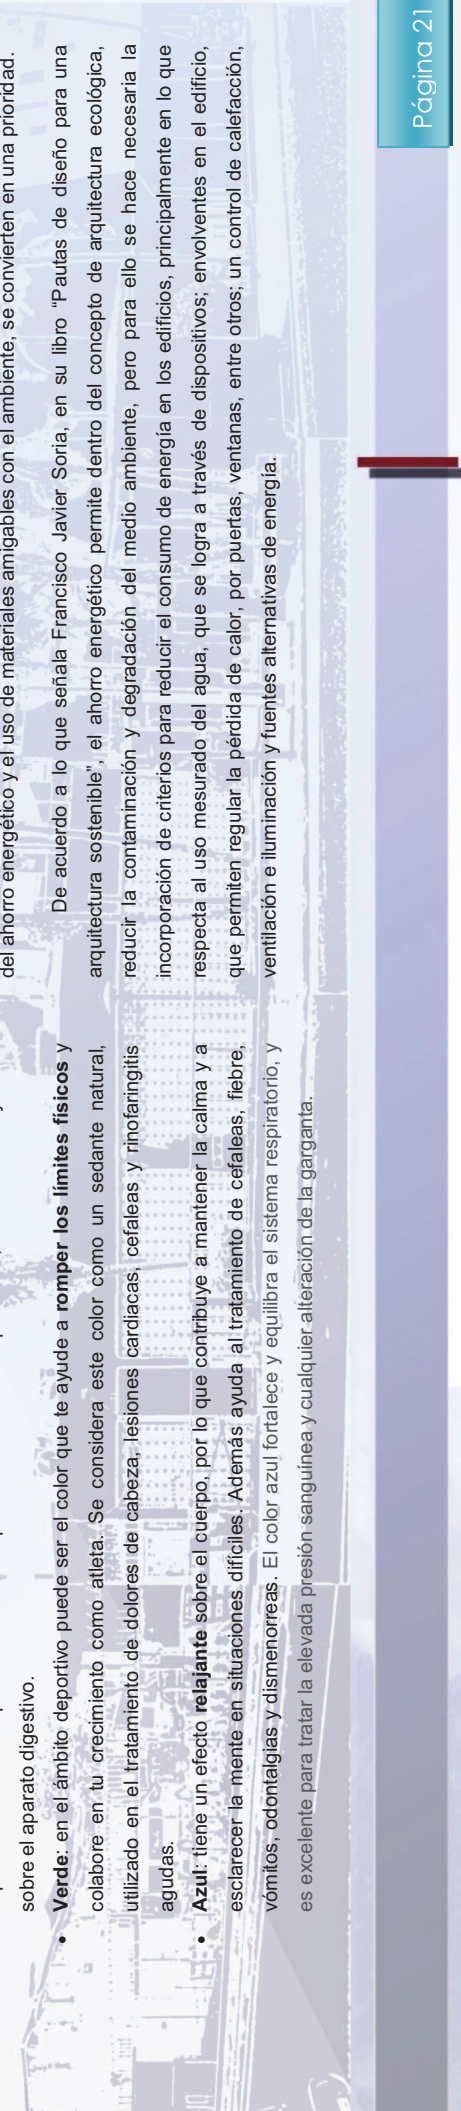 sobre el aparato digestivo.
• Verde: en el ámbito deportivo puede ser el color que te ayude a romper los límites físicos y
colabore en tu crecimiento como atleta. Se considera este color como un sedante natural,
utilizado en el tratamiento de dolores de cabeza, lesiones cardiacas, cefaleas y rinofaringitis
agudas.
• Azul: tiene un efecto relajante sobre el cuerpo, por lo que contribuye a mantener la calma y a
esclarecer la mente en situaciones difíciles. Además ayuda al tratamiento de cefaleas, fiebre,
vómitos, odontalgias y dismenorreas. El color azul fortalece y equilibra el sistema respiratorio, y
es excelente para tratar la elevada presión sanguínea y cualquier alteración de la garganta.
del ahorro energético y el uso de materiales amigables con el ambiente, se convierten en una prioridad.
De acuerdo a lo que señala Francisco Javier Soria, en su libro “Pautas de diseño para una
arquitectura sostenible”, el ahorro energético permite dentro del concepto de arquitectura ecológica,
reducir la contaminación y degradación del medio ambiente, pero para ello se hace necesaria la
incorporación de criterios para reducir el consumo de energía en los edificios, principalmente en lo que
respecta al uso mesurado del agua, que se logra a través de dispositivos; envolventes en el edificio,
que permiten regular la pérdida de calor, por puertas, ventanas, entre otros; un control de calefacción,
ventilación e iluminación y fuentes alternativas de energía.
Página 21